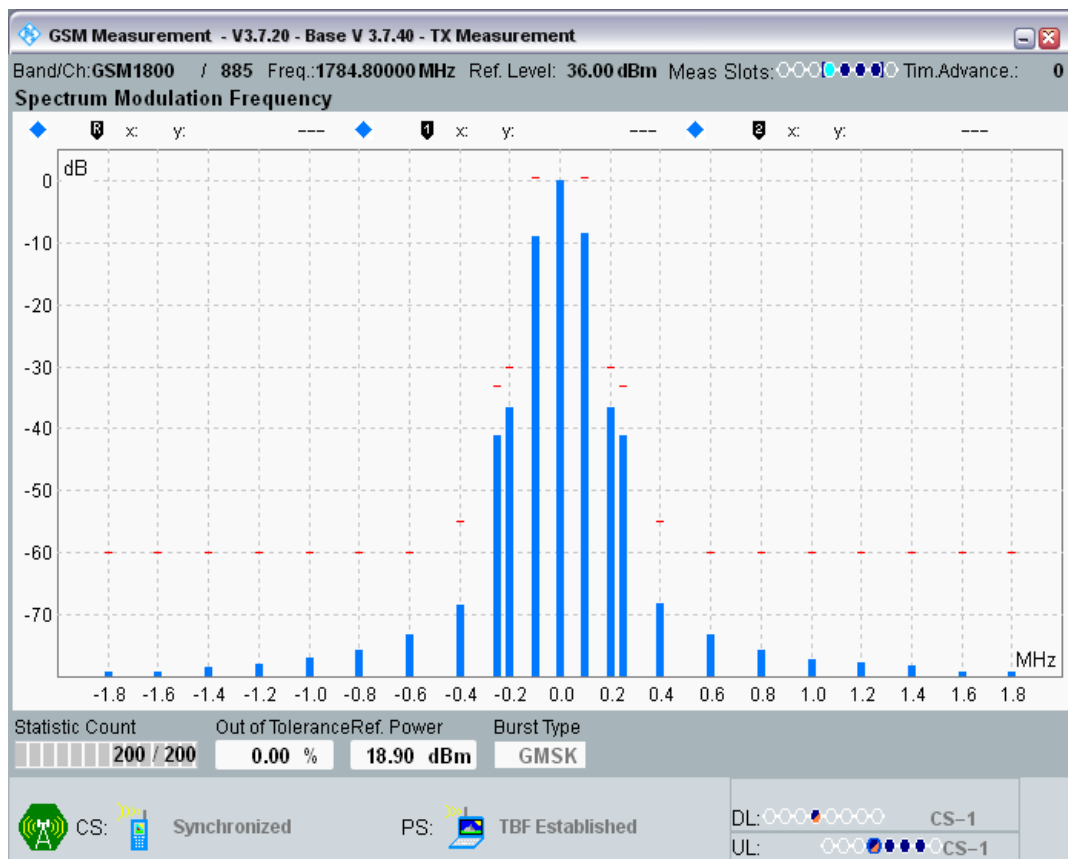 GSM Measurement - V3.7.20 - Base V 3.7.40 - TX Measurement
Band/Ch:GSM1800 / 885 Freq.:1784.80000 MHz Ref. Level: 36.00 dBm Meas Slots: Tim.Advance.: 0
Spectrum Modulation Frequency
R x: y: --- 1 x: y: --- 2 x: y: ---
dB
0
-10
-20
-30
-40
-50
-60
-70
MHz
-1.8 -1.6 -1.4 -1.2 -1.0 -0.8 -0.6 -0.4 -0.2 0.0 0.2 0.4 0.6 0.8 1.0 1.2 1.4 1.6 1.8
Statistic Count Out of Tolerance Ref. Power Burst Type
200 / 200 0.00 % 18.90 dBm GMSK
CS: Synchronized PS: TBF Established
DL: CS-1
UL: CS-1